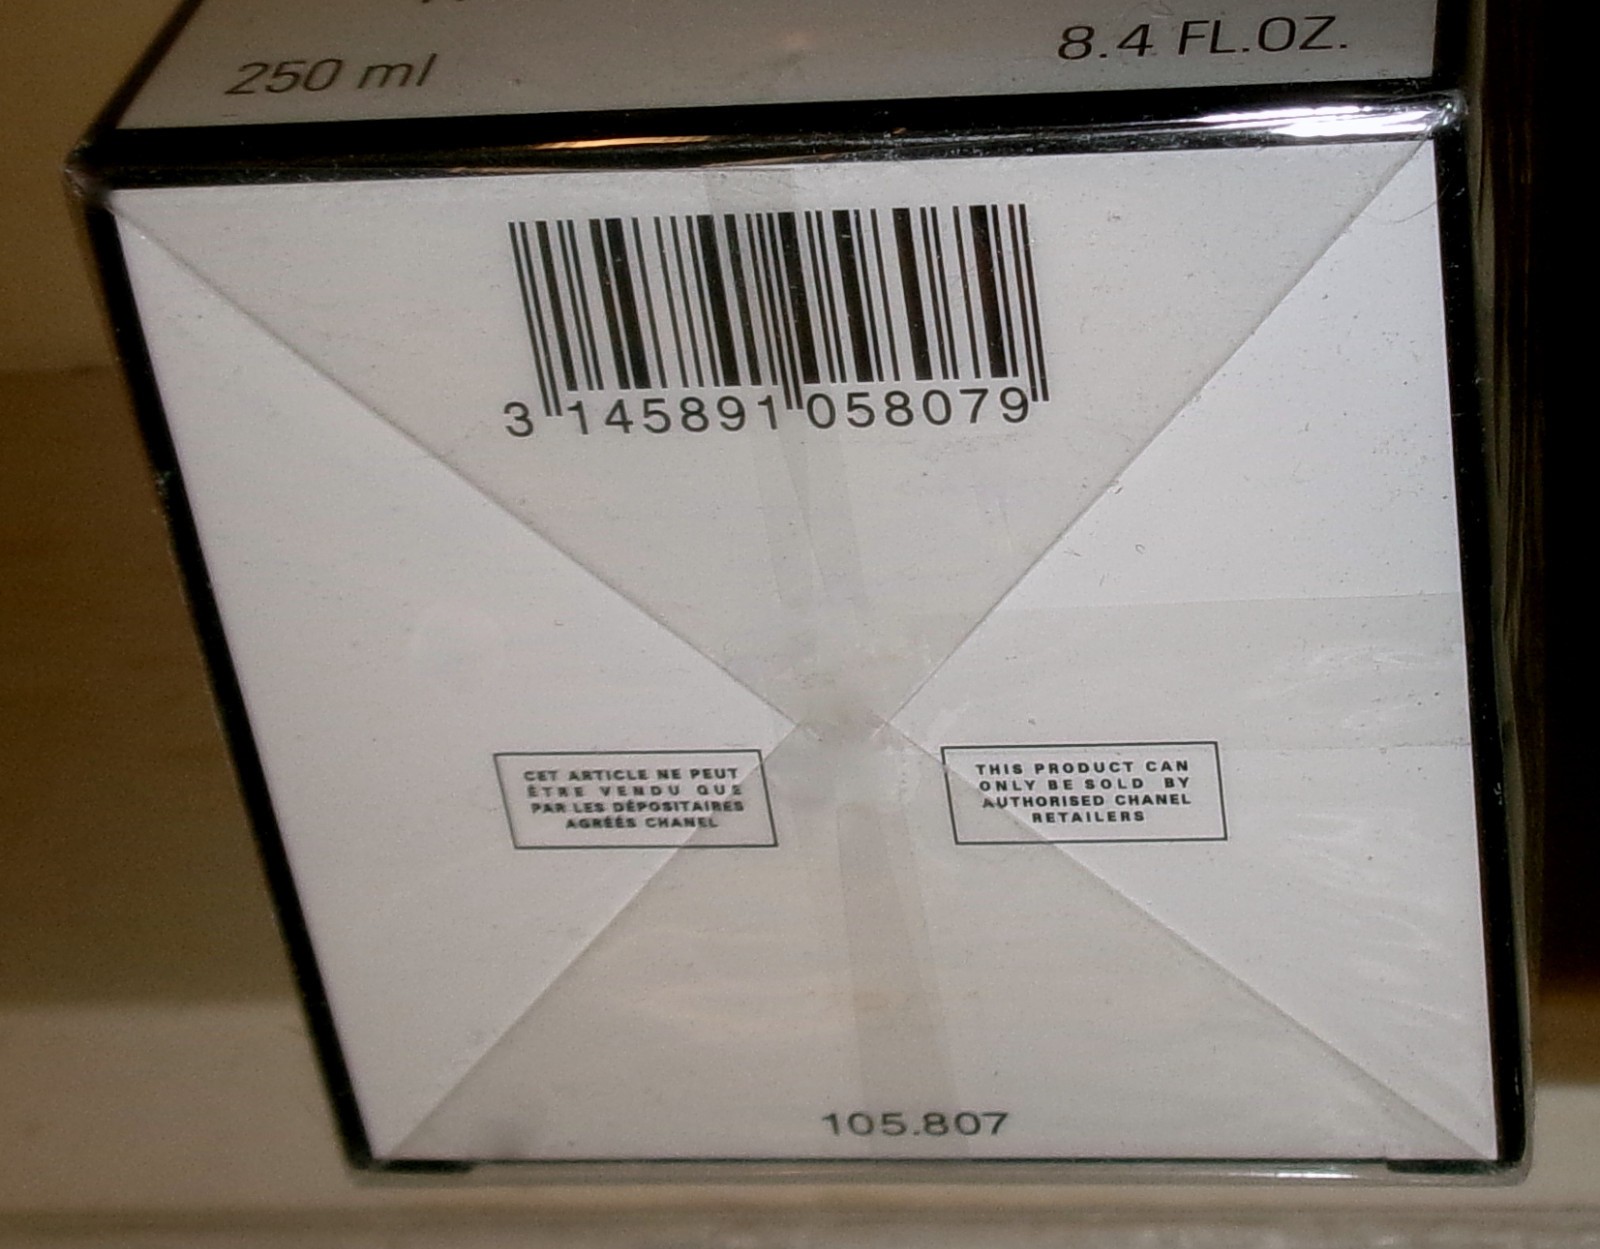 250 ml 8.4 FL.OZ.
3 145891 058079
CET ARTICLE NE PEUT
ÊTRE VENDU QUE
PAR LES DÉPOSITAIRES
AGRÉÉS CHANEL
THIS PRODUCT CAN
ONLY BE SOLD BY
AUTHORISED CHANEL
RETAILERS
105.807